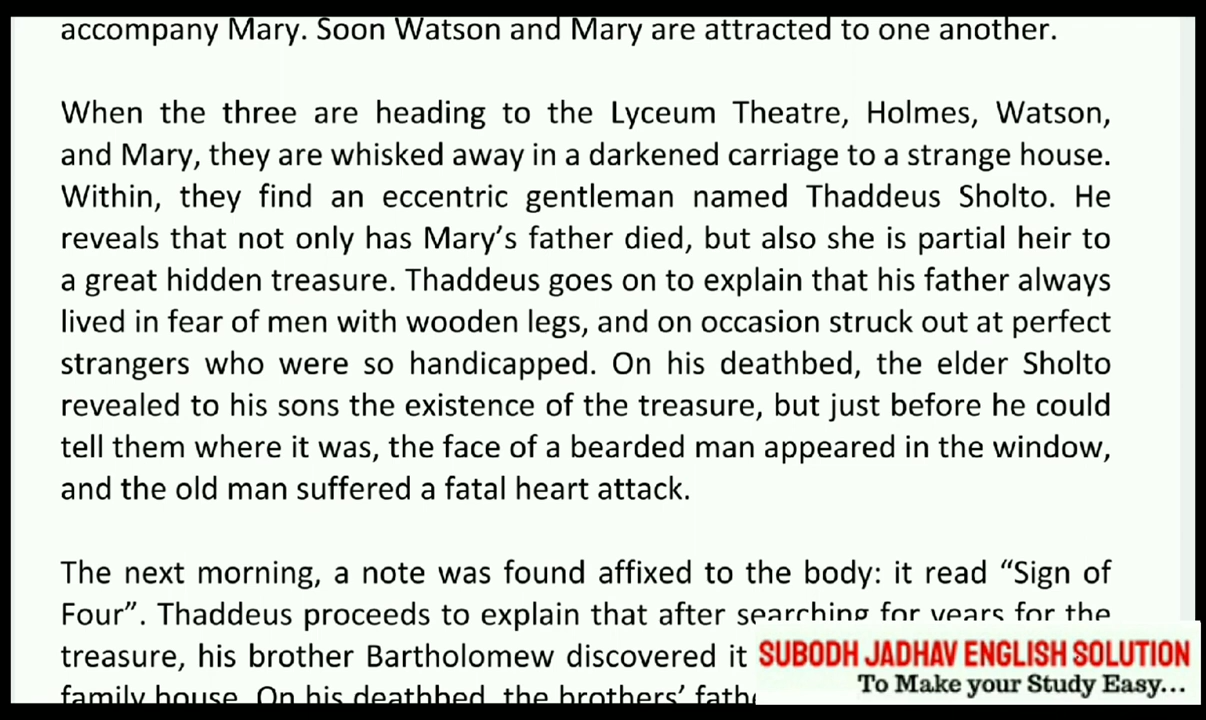 accompany Mary. Soon Watson and Mary are attracted to one another.
When the three are heading to the Lyceum Theatre, Holmes, Watson,
and Mary, they are whisked away in a darkened carriage to a strange house.
Within, they find an eccentric gentleman named Thaddeus Sholto. He
reveals that not only has Mary’s father died, but also she is partial heir to
a great hidden treasure. Thaddeus goes on to explain that his father always
lived in fear of men with wooden legs, and on occasion struck out at perfect
strangers who were so handicapped. On his deathbed, the elder Sholto
revealed to his sons the existence of the treasure, but just before he could
tell them where it was, the face of a bearded man appeared in the window,
and the old man suffered a fatal heart attack.
The next morning, a note was found affixed to the body: it read “Sign of
Four”. Thaddeus proceeds to explain that after searching for years for the
treasure, his brother Bartholomew discovered it
family house. On his deathbed, the brothers’
SUBODH JADHAV ENGLISH SOLUTION
To Make your Study Easy...